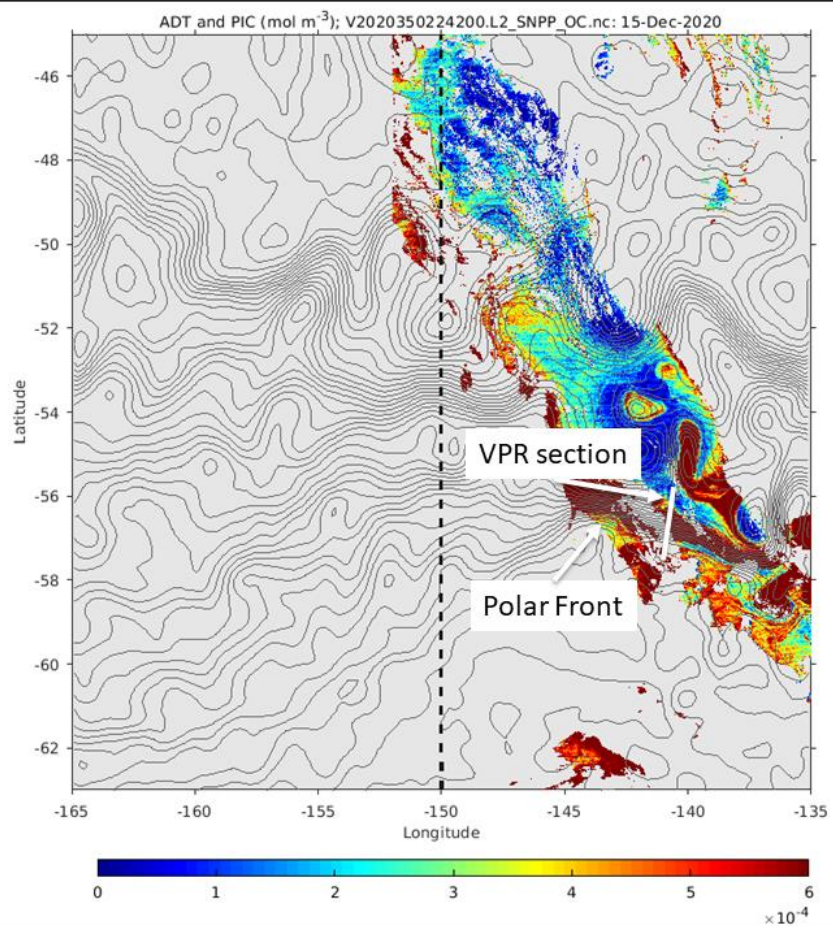 ADT and PIC (mol m⁻³); V2020350224200.L2_SNPP_OC.nc: 15-Dec-2020
-46
-48
-50
-52
-54
-56
-58
-60
-62
Latitude
VPR section
Polar Front
-165 -160 -155 -150 -145 -140 -135
Longitude
0 1 2 3 4 5 6
×10⁻⁴